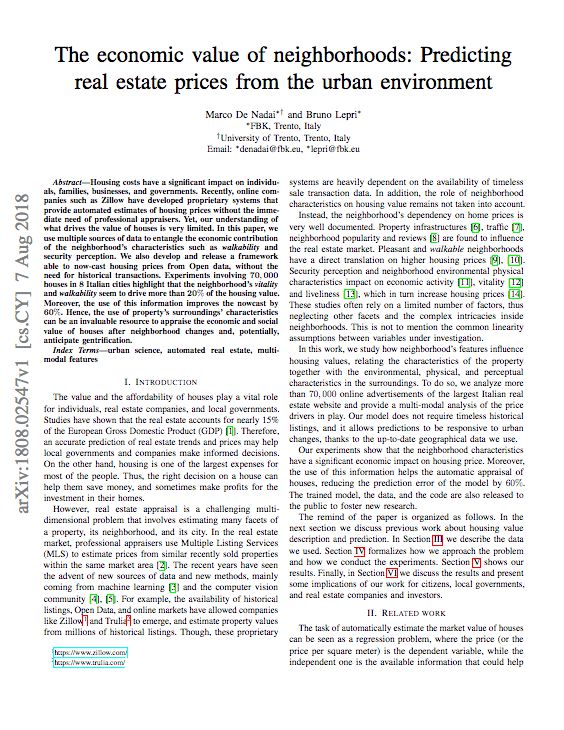 The economic value of neighborhoods: Predicting
real estate prices from the urban environment
Marco De Nadai*† and Bruno Lepri*
*FBK, Trento, Italy
†University of Trento, Trento, Italy
Email: *denadai@fbk.eu, *lepri@fbk.eu
arXiv:1808.02547v1 [cs.CY] 7 Aug 2018
Abstract—Housing costs have a significant impact on individu-
als, families, businesses, and governments. Recently, online com-
panies such as Zillow have developed proprietary systems that
provide automated estimates of housing prices without the imme-
diate need of professional appraisers. Yet, our understanding of
what drives the value of houses is very limited. In this paper, we
use multiple sources of data to entangle the economic contribution
of the neighborhood's characteristics such as walkability and
security perception. We also develop and release a framework
able to now-cast housing prices from Open data, without the
need for historical transactions. Experiments involving 70,000
houses in 8 Italian cities highlight that the neighborhood's vitality
and walkability seem to drive more than 20% of the housing value.
Moreover, the use of this information improves the nowcast by
60%. Hence, the use of property's surroundings' characteristics
can be an invaluable resource to appraise the economic and social
value of houses after neighborhood changes and, potentially,
anticipate gentrification.
Index Terms—urban science, automated real estate, multi-
modal features
I. INTRODUCTION
The value and the affordability of houses play a vital role
for individuals, real estate companies, and local governments.
Studies have shown that the real estate accounts for nearly 15%
of the European Gross Domestic Product (GDP) [1]. Therefore,
an accurate prediction of real estate trends and prices may help
local governments and companies make informed decisions.
On the other hand, housing is one of the largest expenses for
most of the people. Thus, the right decision on a house can
help them save money, and sometimes make profits for the
investment in their homes.
However, real estate appraisal is a challenging multi-
dimensional problem that involves estimating many facets of
a property, its neighborhood, and its city. In the real estate
market, professional appraisers use Multiple Listing Services
(MLS) to estimate prices from similar recently sold properties
within the same market area [2]. The recent years have seen
the advent of new sources of data and new methods, mainly
coming from machine learning [3] and the computer vision
community [4], [5]. For example, the availability of historical
listings, Open Data, and online markets have allowed companies
like Zillow1 and Trulia2 to emerge, and estimate property values
from millions of historical listings. Though, these proprietary
1https://www.zillow.com/
2https://www.trulia.com/
systems are heavily dependent on the availability of timeless
sale transaction data. In addition, the role of neighborhood
characteristics on housing value remains not taken into account.
Instead, the neighborhood's dependency on home prices is
very well documented. Property infrastructures [6], traffic [7],
neighborhood popularity and reviews [8] are found to influence
the real estate market. Pleasant and walkable neighborhoods
have a direct translation on higher housing prices [9], [10].
Security perception and neighborhood environmental physical
characteristics impact on economic activity [11], vitality [12]
and liveliness [13], which in turn increase housing prices [14].
These studies often rely on a limited number of factors, thus
neglecting other facets and the complex intricacies inside
neighborhoods. This is not to mention the common linearity
assumptions between variables under investigation.
In this work, we study how neighborhood's features influence
housing values, relating the characteristics of the property
together with the environmental, physical, and perceptual
characteristics in the surroundings. To do so, we analyze more
than 70,000 online advertisements of the largest Italian real
estate website and provide a multi-modal analysis of the price
drivers in play. Our model does not require timeless historical
listings, and it allows predictions to be responsive to urban
changes, thanks to the up-to-date geographical data we use.
Our experiments show that the neighborhood characteristics
have a significant economic impact on housing price. Moreover,
the use of this information helps the automatic appraisal of
houses, reducing the prediction error of the model by 60%.
The trained model, the data, and the code are also released to
the public to foster new research.
The remind of the paper is organized as follows. In the
next section we discuss previous work about housing value
description and prediction. In Section III we describe the data
we used. Section IV formalizes how we approach the problem
and how we conduct the experiments. Section V shows our
results. Finally, in Section VI we discuss the results and present
some implications of our work for citizens, local governments,
and real estate companies and investors.
II. RELATED WORK
The task of automatically estimate the market value of houses
can be seen as a regression problem, where the price (or the
price per square meter) is the dependent variable, while the
independent one is the available information that could help